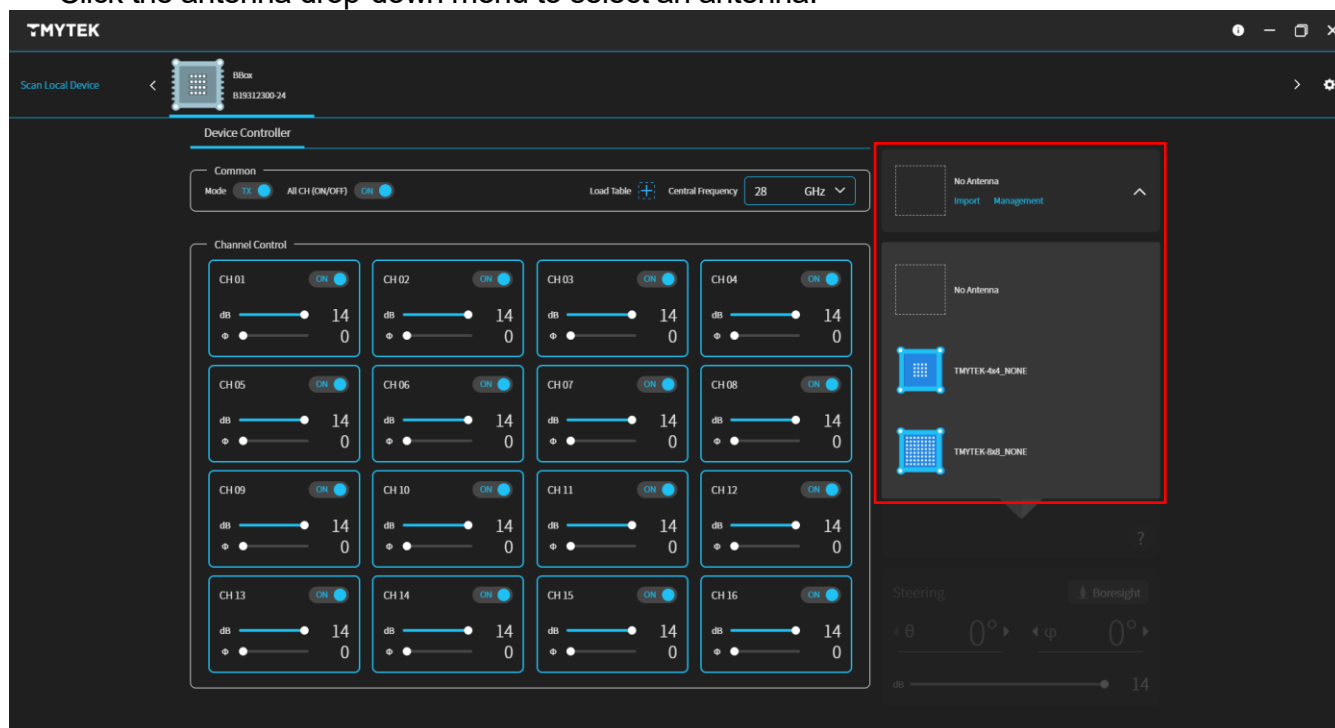 Click the antenna drop-down menu to select an antenna.
TMYTEK
Scan Local Device
BBox
B19312300-24
Device Controller
Common
Mode TX All CH (ON/OFF) ON Load Table Central Frequency 28 GHz
No Antenna
Import Management
Channel Control
CH 01 ON CH 02 ON CH 03 ON CH 04 ON
dB 14 dB 14 dB 14 dB 14
Φ 0 Φ 0 Φ 0 Φ 0
CH 05 ON CH 06 ON CH 07 ON CH 08 ON
dB 14 dB 14 dB 14 dB 14
Φ 0 Φ 0 Φ 0 Φ 0
CH 09 ON CH 10 ON CH 11 ON CH 12 ON
dB 14 dB 14 dB 14 dB 14
Φ 0 Φ 0 Φ 0 Φ 0
CH 13 ON CH 14 ON CH 15 ON CH 16 ON
dB 14 dB 14 dB 14 dB 14
Φ 0 Φ 0 Φ 0 Φ 0
No Antenna
TMYTEK-4x4_NONE
TMYTEK-8x8_NONE
?
Steering Boresight
θ 0° φ 0°
dB 14